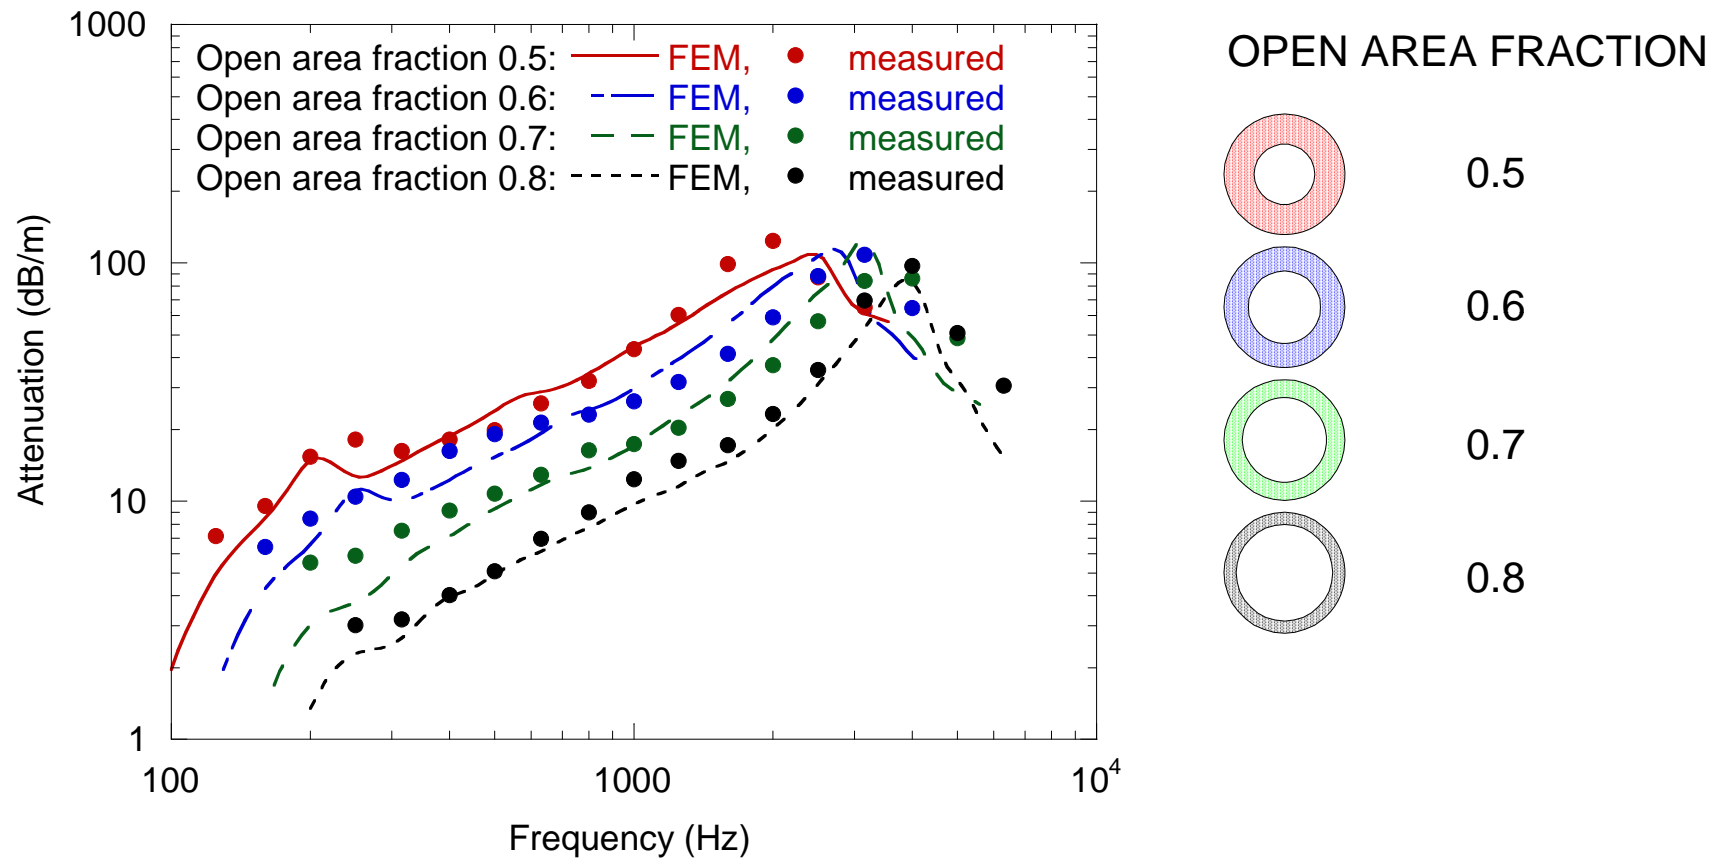 1000
100
10
1
Attenuation (dB/m)
Open area fraction 0.5: FEM, measured
Open area fraction 0.6: FEM, measured
Open area fraction 0.7: FEM, measured
Open area fraction 0.8: FEM, measured
100 1000 10⁴
Frequency (Hz)
OPEN AREA FRACTION
0.5
0.6
0.7
0.8